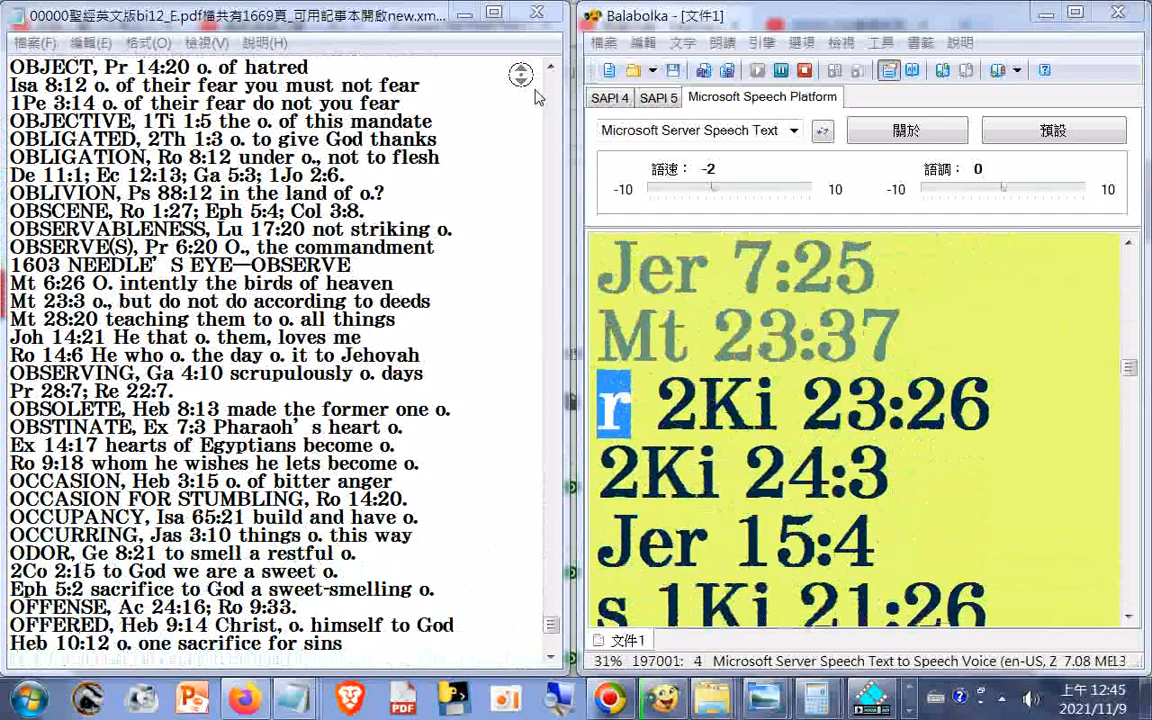 00000聖經英文版bi12_E.pdf檔共有1669頁_可用記事本開啟new.xm...
檔案(F) 編輯(E) 格式(O) 檢視(V) 說明(H)
OBJECT, Pr 14:20 o. of hatred
Isa 8:12 o. of their fear you must not fear
1Pe 3:14 o. of their fear do not you fear
OBJECTIVE, 1Ti 1:5 the o. of this mandate
OBLIGATED, 2Th 1:3 o. to give God thanks
OBLIGATION, Ro 8:12 under o., not to flesh
De 11:1; Ec 12:13; Ga 5:3; 1Jo 2:6.
OBLIVION, Ps 88:12 in the land of o.?
OBSCENE, Ro 1:27; Eph 5:4; Col 3:8.
OBSERVABLENESS, Lu 17:20 not striking o.
OBSERVE(S), Pr 6:20 O., the commandment
1603 NEEDLE’S EYE—OBSERVE
Mt 6:26 O. intently the birds of heaven
Mt 23:3 o., but do not do according to deeds
Mt 28:20 teaching them to o. all things
Joh 14:21 He that o. them, loves me
Ro 14:6 He who o. the day o. it to Jehovah
OBSERVING, Ga 4:10 scrupulously o. days
Pr 28:7; Re 22:7.
OBSOLETE, Heb 8:13 made the former one o.
OBSTINATE, Ex 7:3 Pharaoh’s heart o.
Ex 14:17 hearts of Egyptians become o.
Ro 9:18 whom he wishes he lets become o.
OCCASION, Heb 3:15 o. of bitter anger
OCCASION FOR STUMBLING, Ro 14:20.
OCCUPANCY, Isa 65:21 build and have o.
OCCURRING, Jas 3:10 things o. this way
ODOR, Ge 8:21 to smell a restful o.
2Co 2:15 to God we are a sweet o.
Eph 5:2 sacrifice to God a sweet-smelling o.
OFFENSE, Ac 24:16; Ro 9:33.
OFFERED, Heb 9:14 Christ, o. himself to God
Heb 10:12 o. one sacrifice for sins
Balabolka - [文件1]
檔案 編輯 文字 朗讀 引擎 選項 檢視 工具 書籤 說明
SAPI 4 SAPI 5 Microsoft Speech Platform
Microsoft Server Speech Text 關於 預設
語速: -2 語調: 0
-10 10 -10 10
Jer 7:25
Mt 23:37
r 2Ki 23:26
2Ki 24:3
Jer 15:4
s 1Ki 21:26
文件1
31% 197001: 4 Microsoft Server Speech Text to Speech Voice (en-US, Z 7.08 МЕІЗ
上午 12:45
2021/11/9